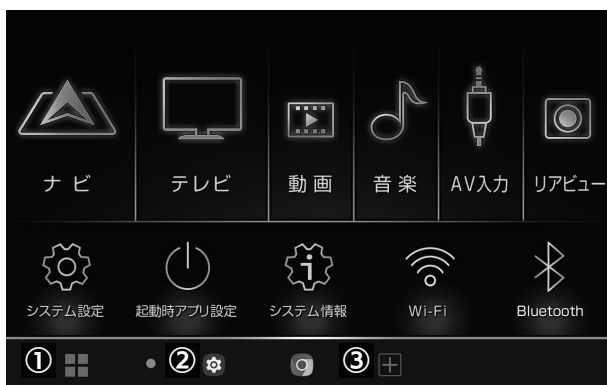 ナビ テレビ 動画 音楽 AV入力 リアビュー
システム設定 起動時アプリ設定 システム情報 Wi-Fi Bluetooth
① ② ③